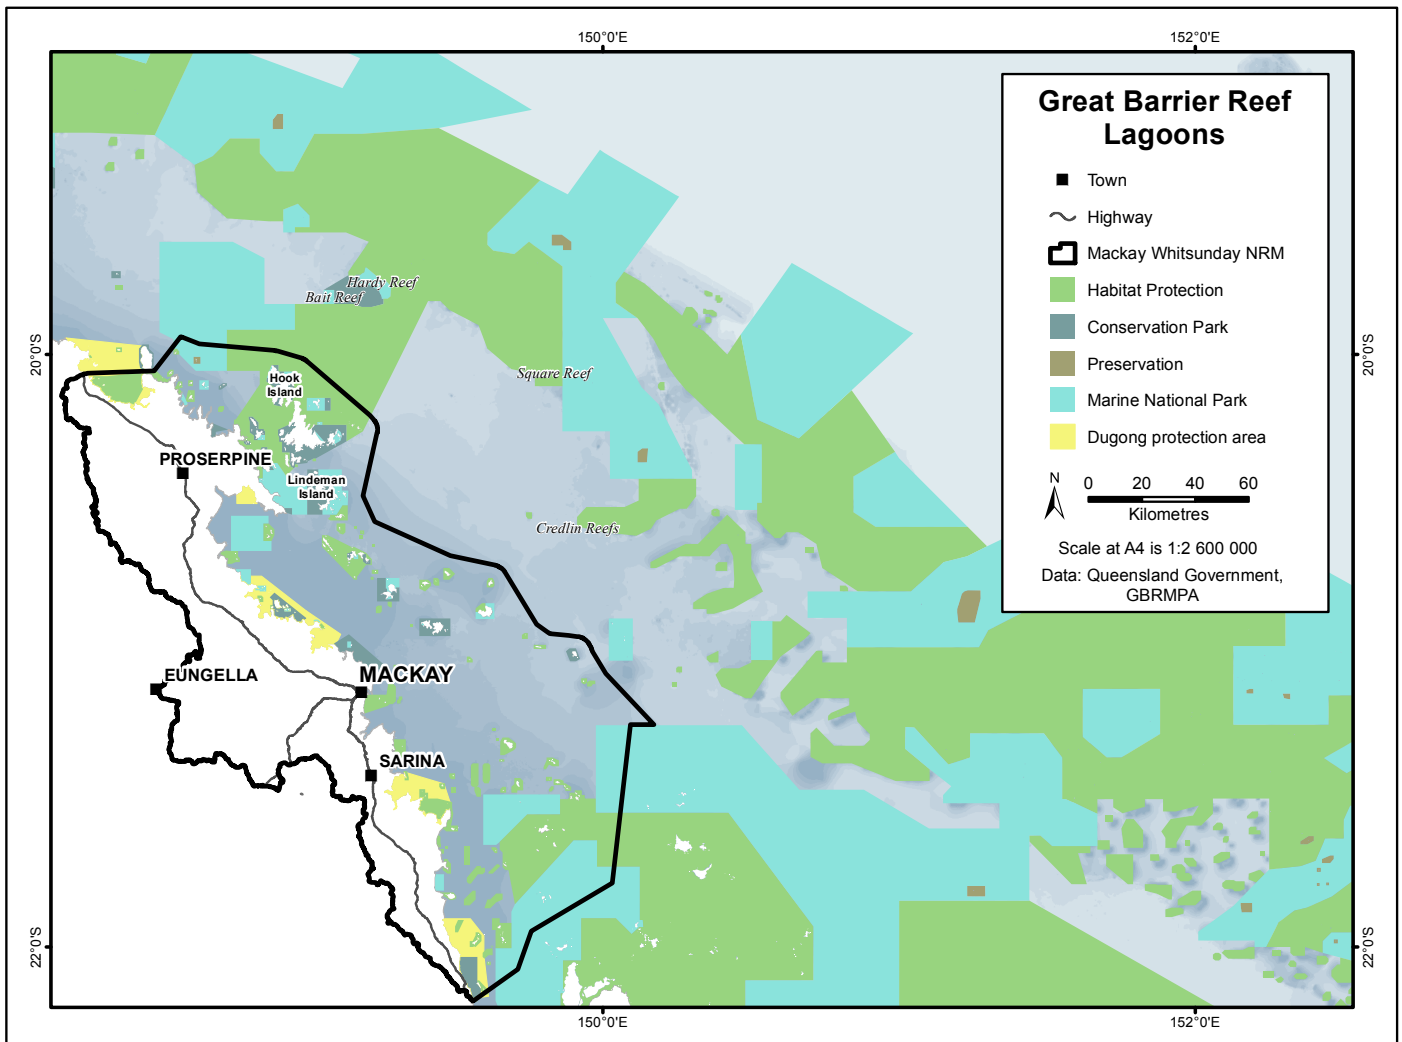 150°0'E
152°0'E
Great Barrier Reef
Lagoons
Town
Highway
Mackay Whitsunday NRM
Habitat Protection
Conservation Park
Preservation
Marine National Park
Dugong protection area
N
0 20 40 60
Kilometres
Scale at A4 is 1:2 600 000
Data: Queensland Government,
GBRMPA
Hardy Reef
Bait Reef
20°0'S
20°0'S
Square Reef
Hook
Island
PROSERPINE
Lindeman
Island
Credlin Reefs
EUNGELLA
MACKAY
SARINA
22°0'S
22°0'S
150°0'E
152°0'E